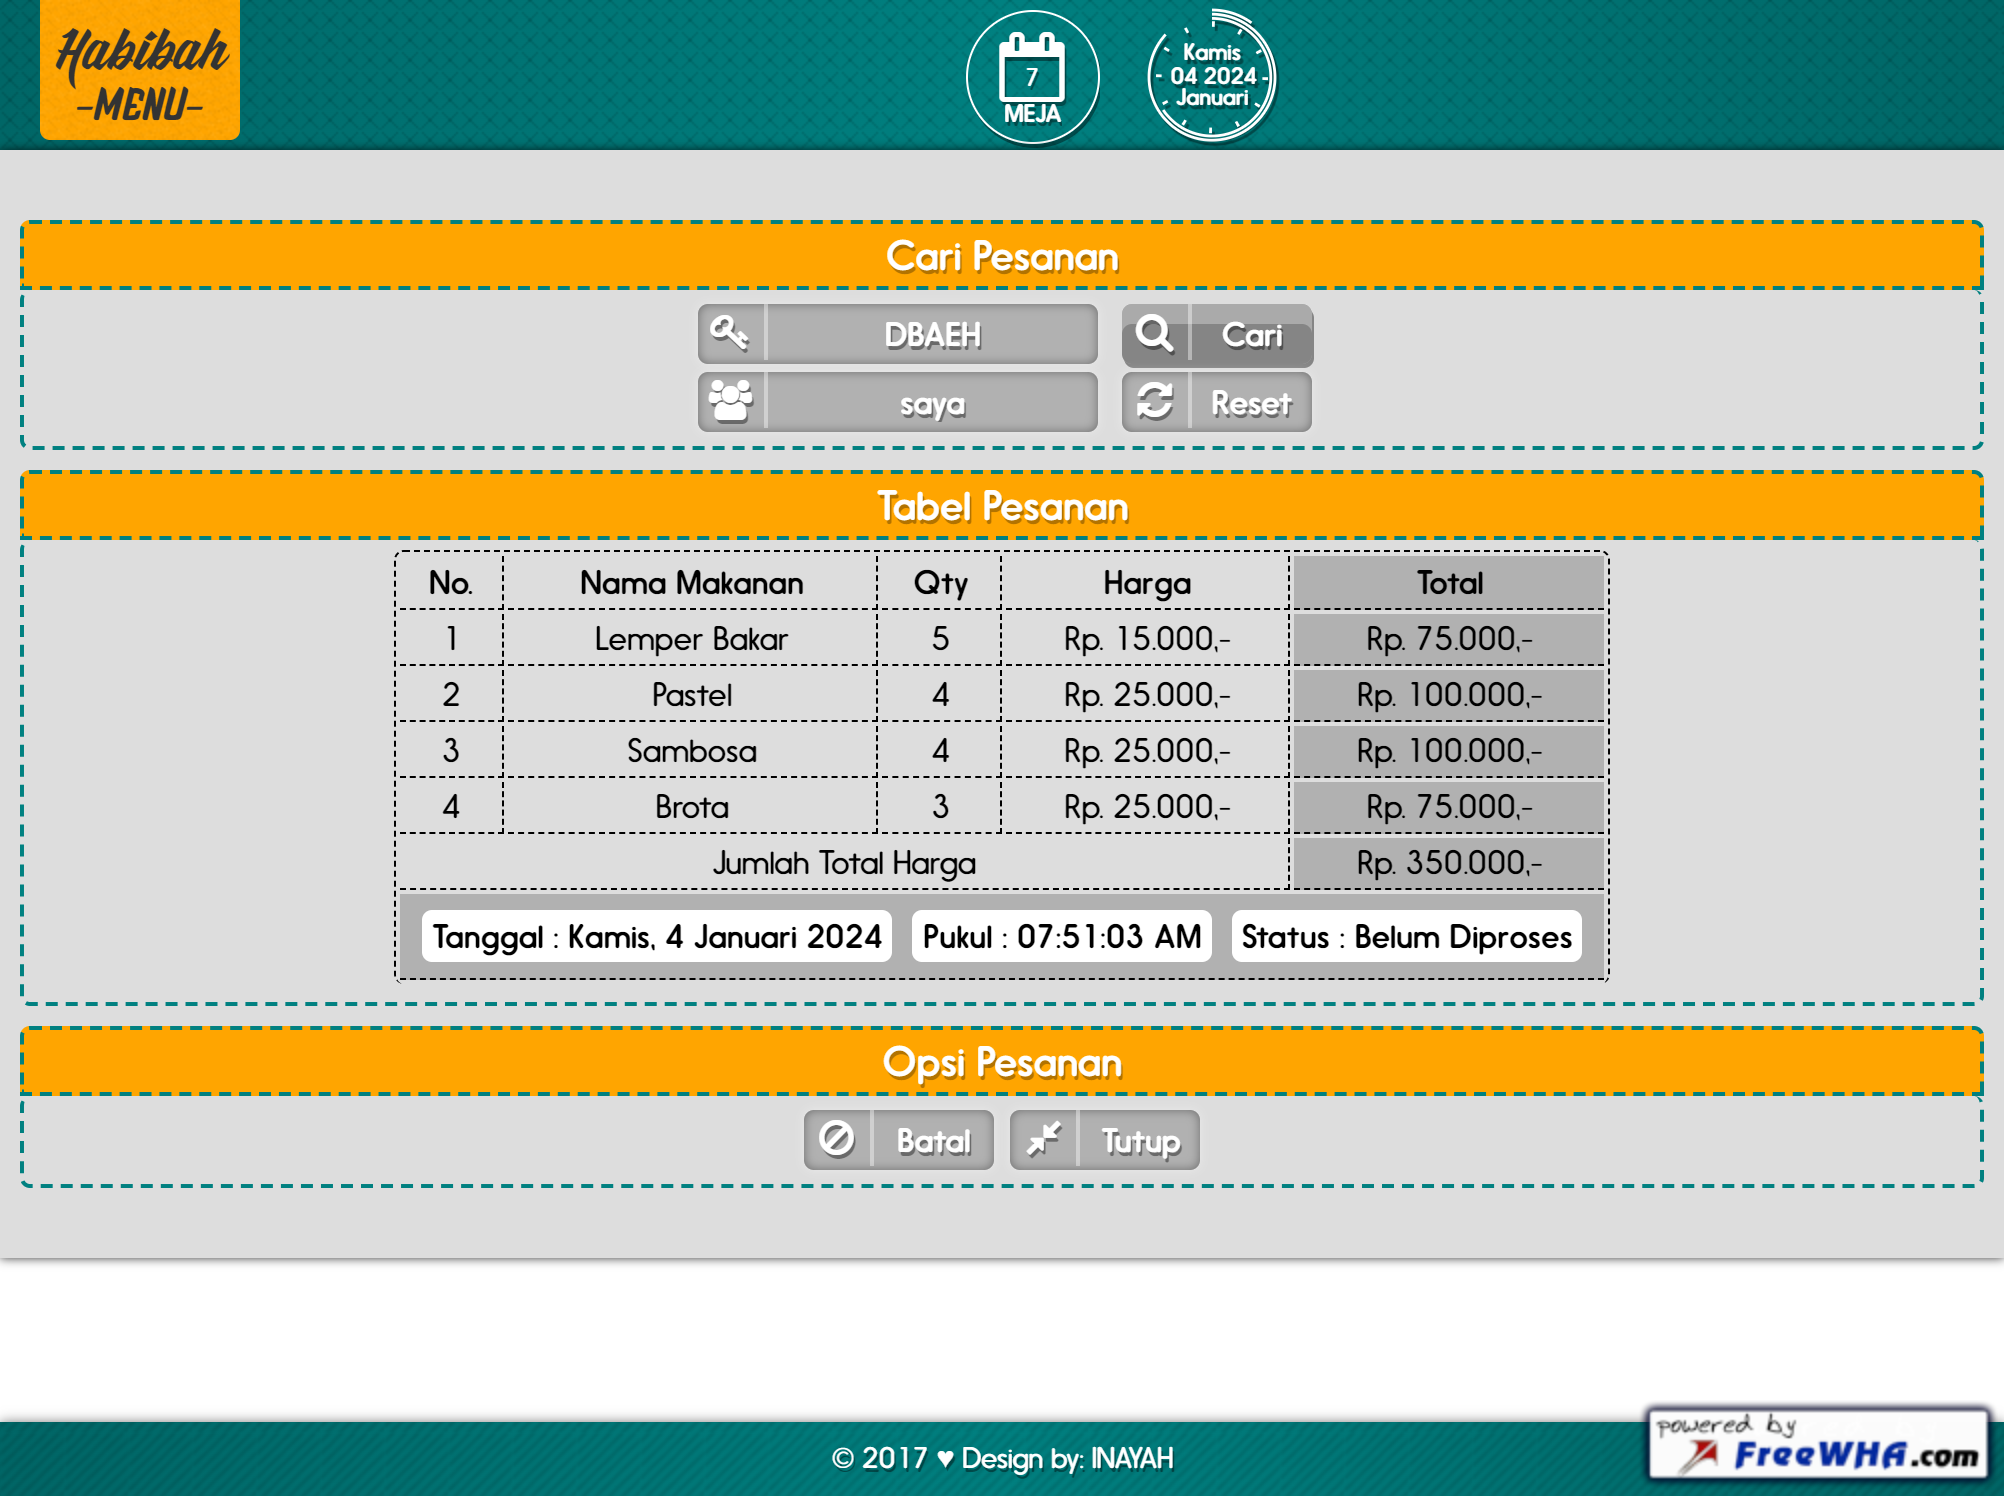 Habibah
-MENU-
7
MEJA
Kamis
04 2024
Januari
Cari Pesanan
DBAEH
Cari
saya
Reset
Tabel Pesanan
No. Nama Makanan Qty Harga Total
1 Lemper Bakar 5 Rp. 15.000,- Rp. 75.000,-
2 Pastel 4 Rp. 25.000,- Rp. 100.000,-
3 Sambosa 4 Rp. 25.000,- Rp. 100.000,-
4 Brota 3 Rp. 25.000,- Rp. 75.000,-
Jumlah Total Harga Rp. 350.000,-
Tanggal : Kamis, 4 Januari 2024 Pukul : 07:51:03 AM Status : Belum Diproses
Opsi Pesanan
Batal Tutup
© 2017 ♥ Design by: INAYAH
powered by
FreeWHA.com